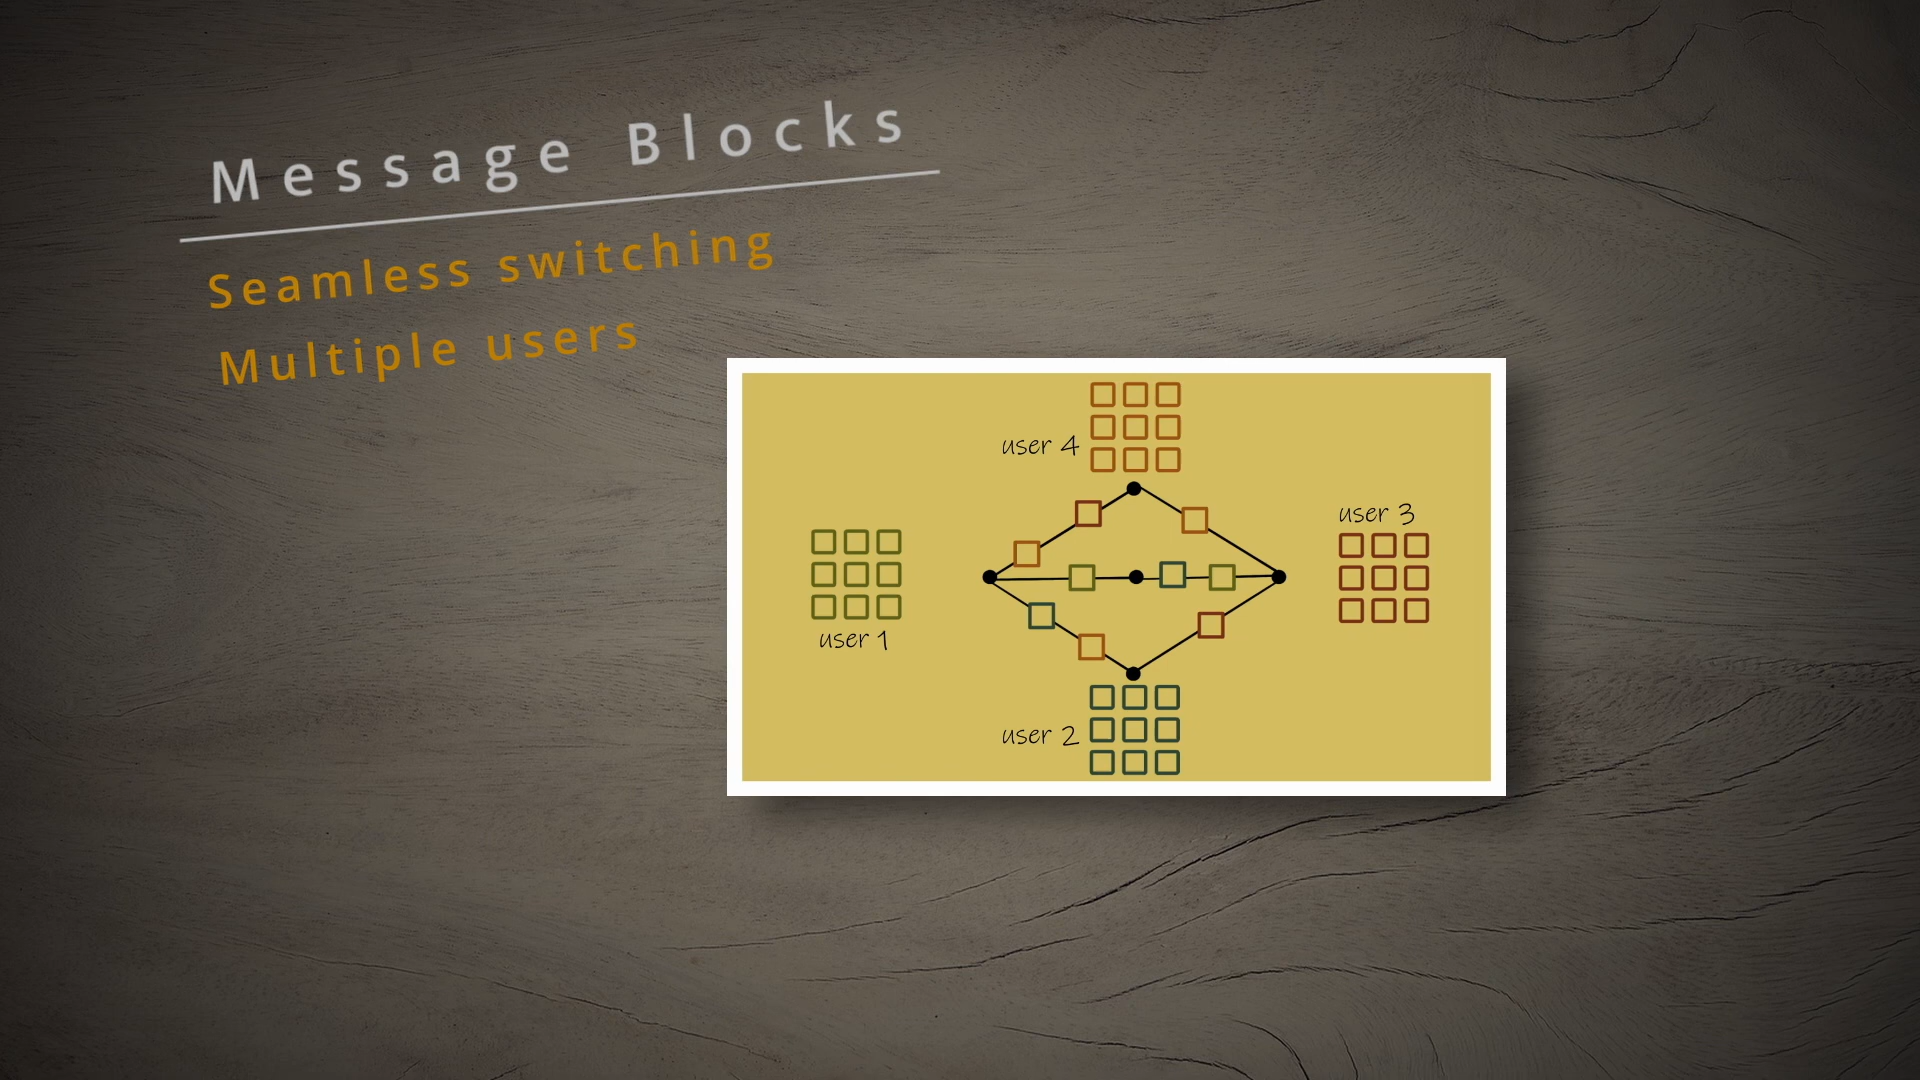 Message Blocks
Seamless switching
Multiple users
user 4
user 3
user 1
user 2